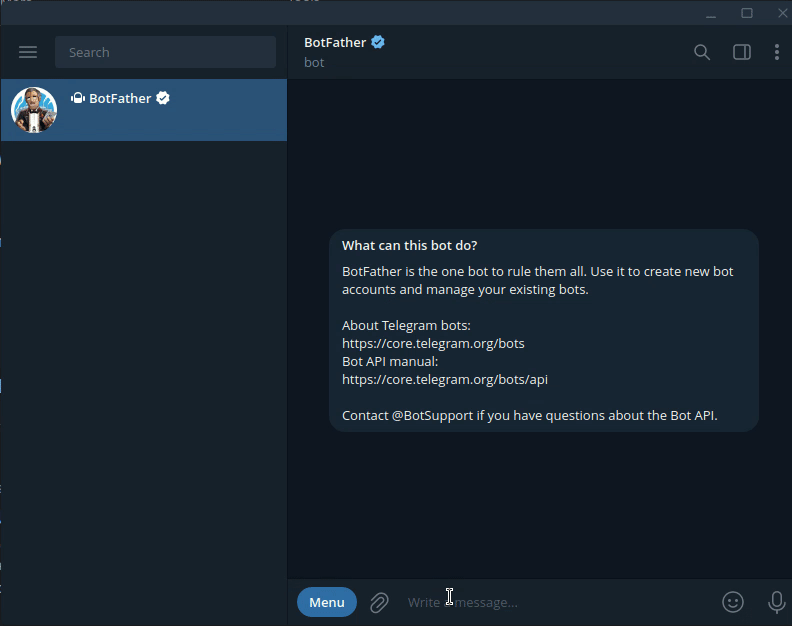 Search
BotFather
BotFather
bot
What can this bot do?
BotFather is the one bot to rule them all. Use it to create new bot
accounts and manage your existing bots.
About Telegram bots:
https://core.telegram.org/bots
Bot API manual:
https://core.telegram.org/bots/api
Contact @BotSupport if you have questions about the Bot API.
Menu
Write a message...